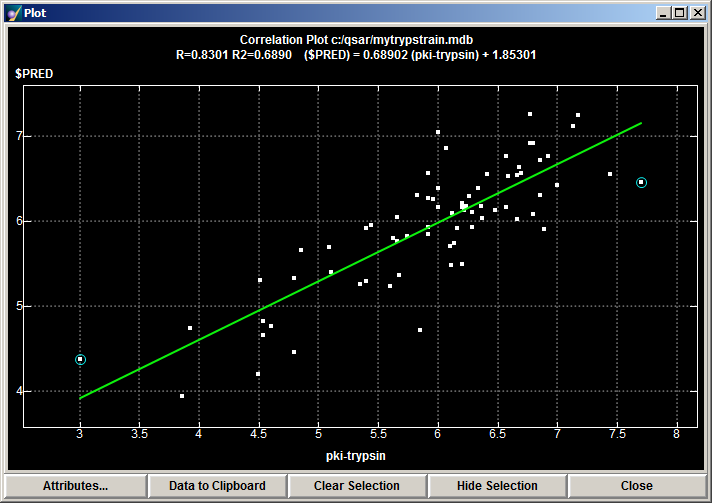 Plot
Correlation Plot c:/qsar/mytrypstrain.mdb
R=0.8301 R2=0.6890 ($PRED) = 0.68902 (pki-trypsin) + 1.85301
$PRED
7
6
5
4
3 3.5 4 4.5 5 5.5 6 6.5 7 7.5 8
pki-trypsin
Attributes... Data to Clipboard Clear Selection Hide Selection Close